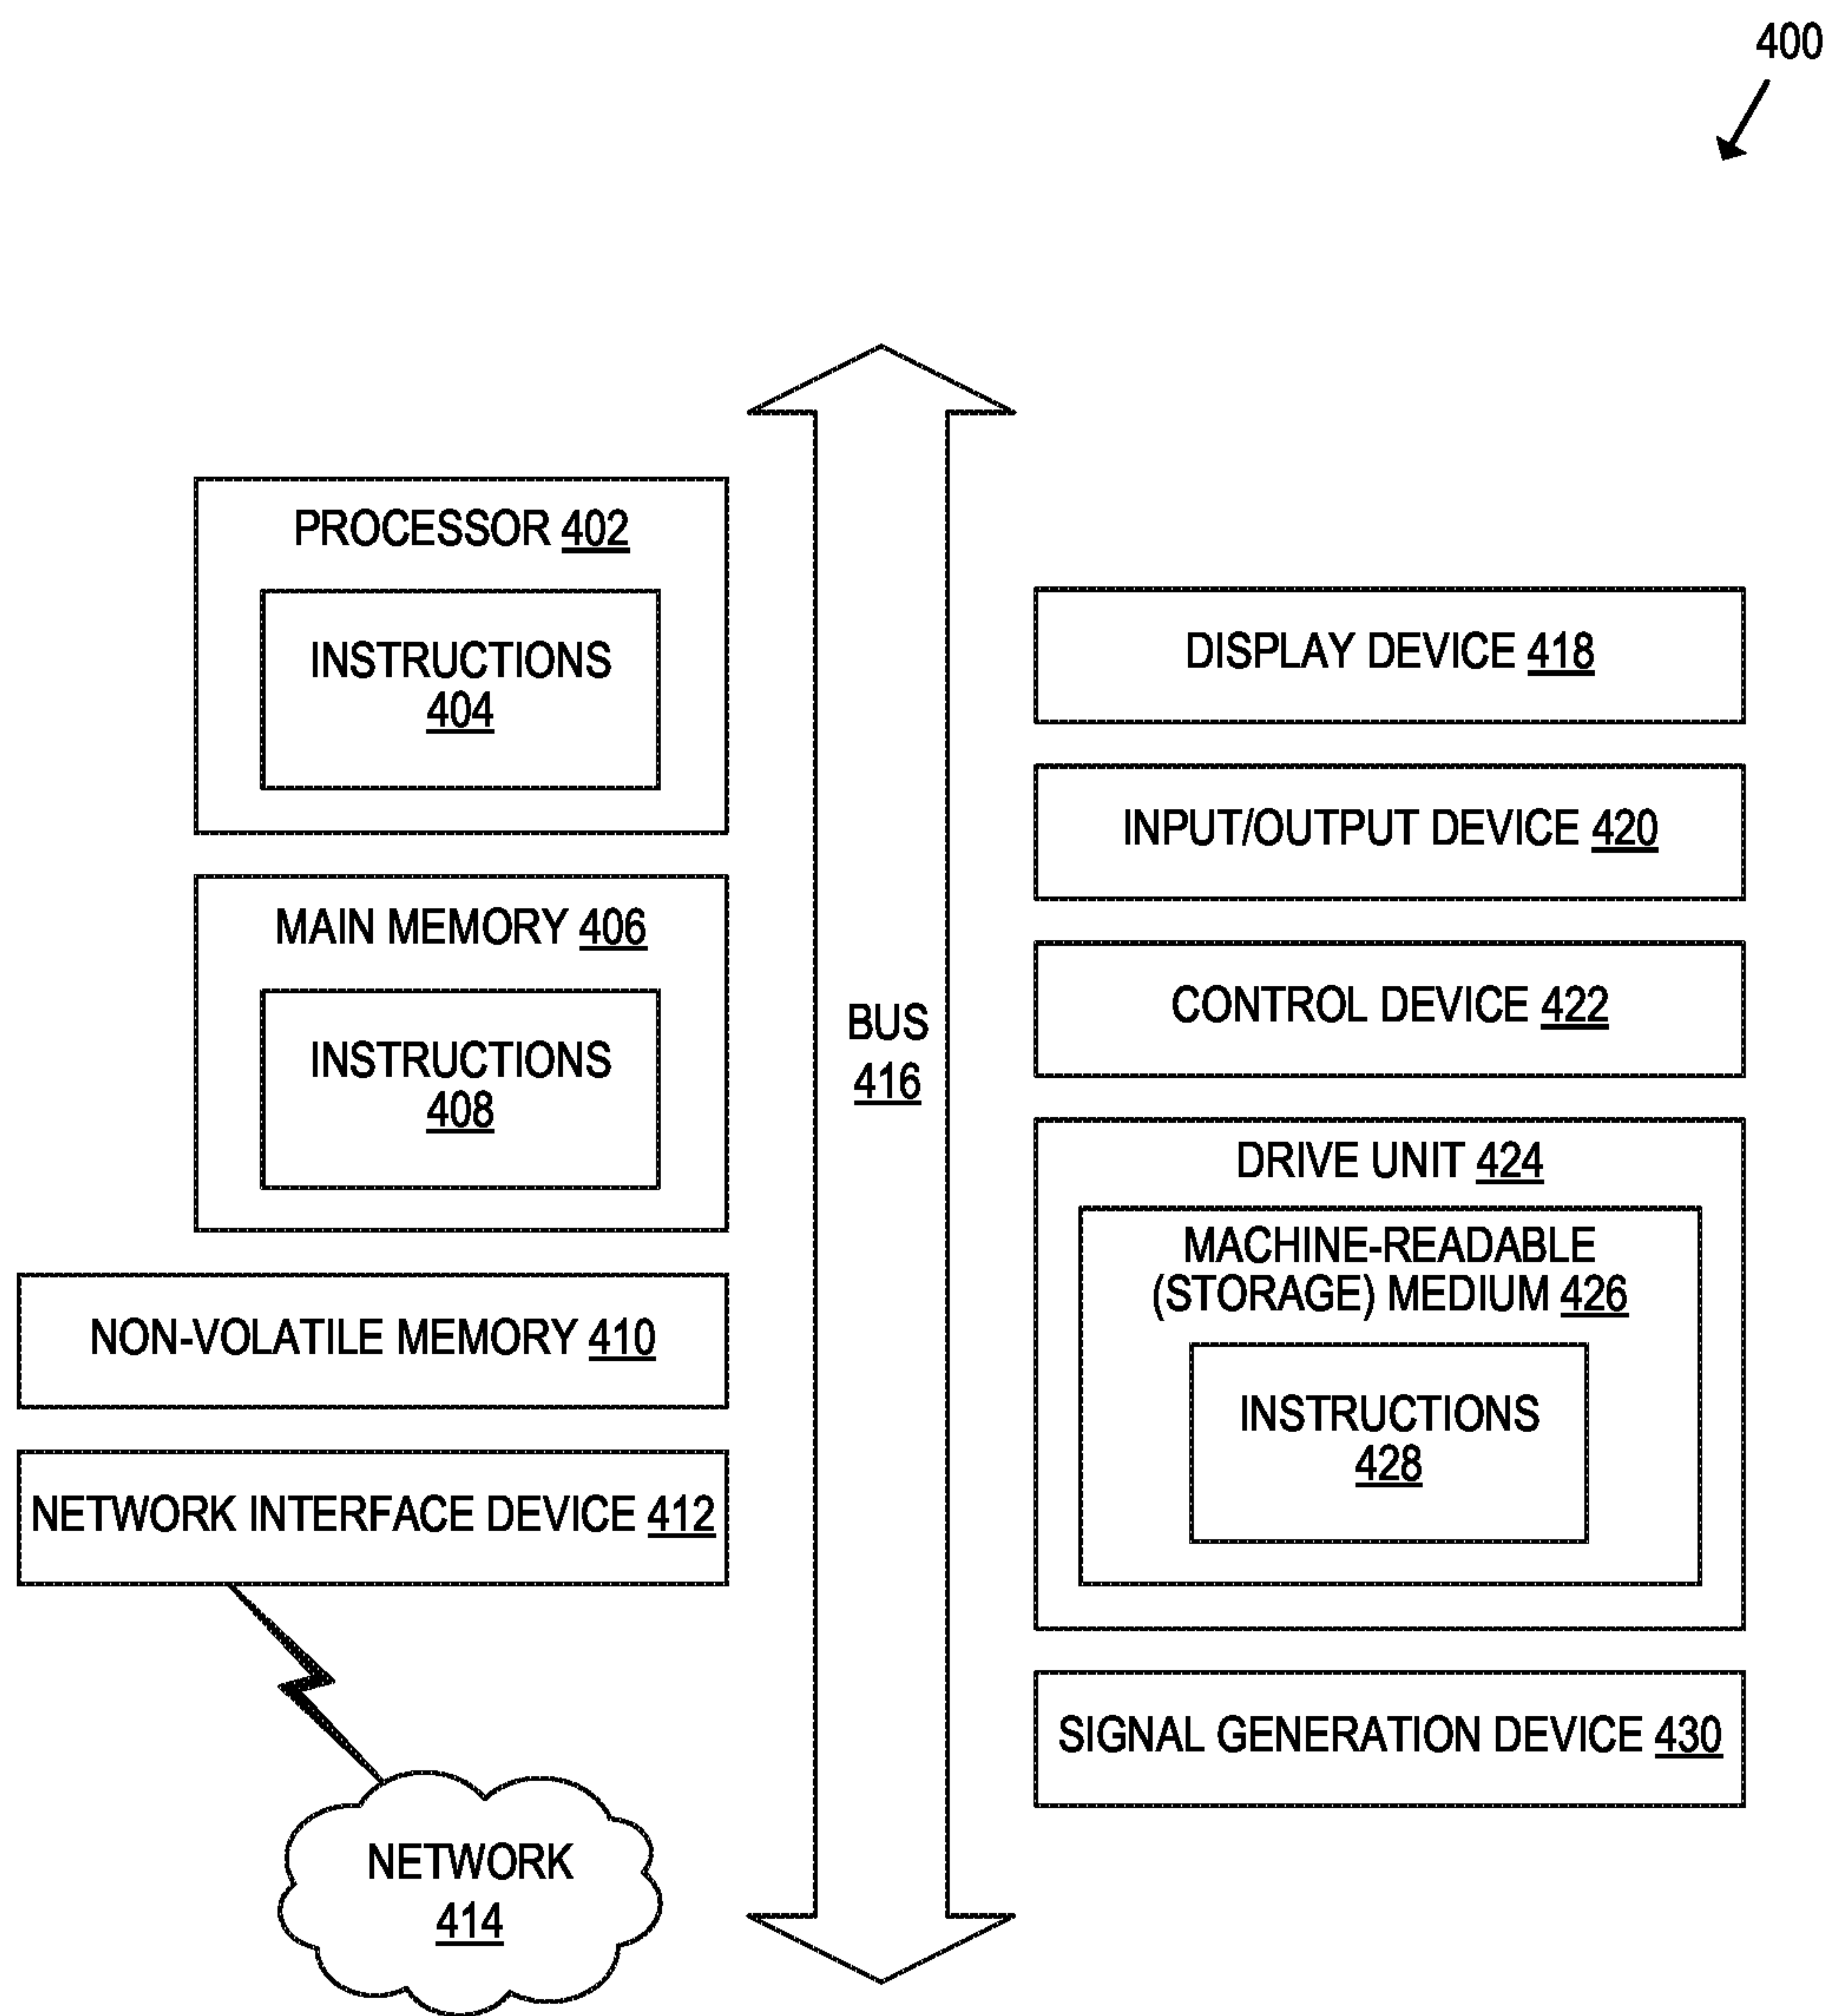 400
PROCESSOR 402
INSTRUCTIONS
404
MAIN MEMORY 406
INSTRUCTIONS
408
NON-VOLATILE MEMORY 410
NETWORK INTERFACE DEVICE 412
NETWORK
414
BUS
416
DISPLAY DEVICE 418
INPUT/OUTPUT DEVICE 420
CONTROL DEVICE 422
DRIVE UNIT 424
MACHINE-READABLE
(STORAGE) MEDIUM 426
INSTRUCTIONS
428
SIGNAL GENERATION DEVICE 430